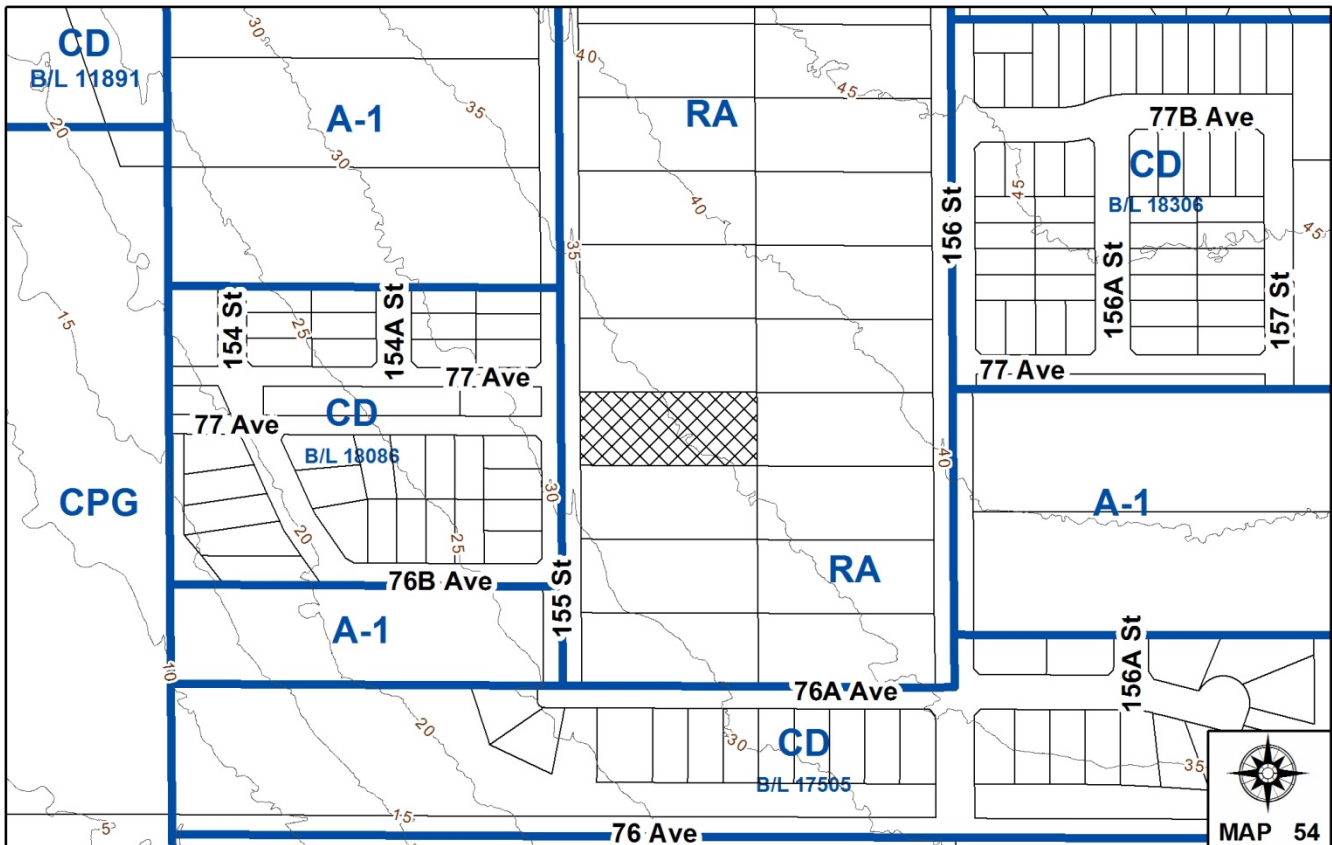 CD
B/L 11891
30
40
35
20
A-1
RA
45
77B Ave
CD
B/L 18306
45
45
30
40
156 St
35
156A St
157 St
15
154 St
25
154A St
77 Ave
77 Ave
CD
77 Ave
B/L 18086
40
CPG
30
A-1
20
25
RA
76B Ave
155 St
A-1
156A St
10
76A Ave
20
30
CD
B/L 17505
35
15
5
76 Ave
MAP 54